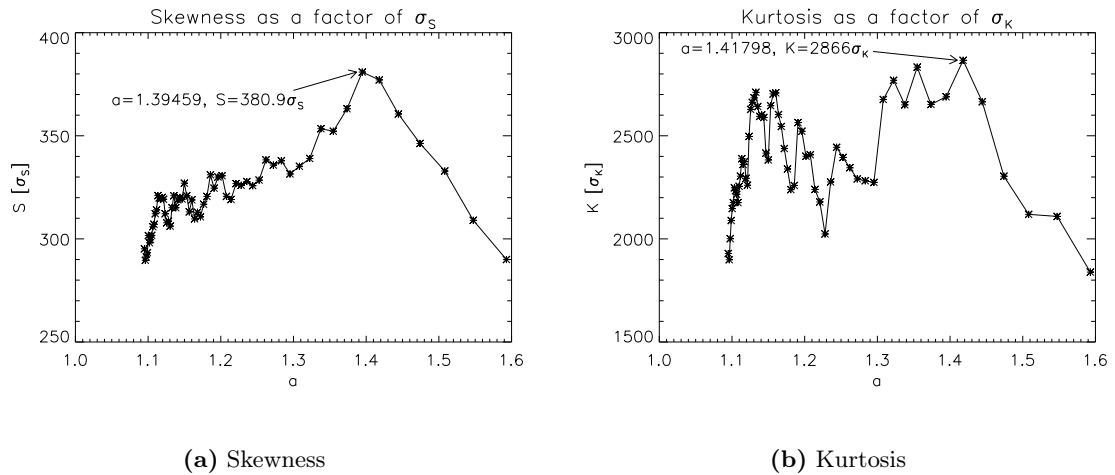 Skewness as a factor of σS
400
350
300
250
S [σS]
a=1.39459, S=380.9σS
1.0 1.1 1.2 1.3 1.4 1.5 1.6
a
(a) Skewness
Kurtosis as a factor of σK
3000
2500
2000
1500
K [σK]
a=1.41798, K=2866σK
1.0 1.1 1.2 1.3 1.4 1.5 1.6
a
(b) Kurtosis